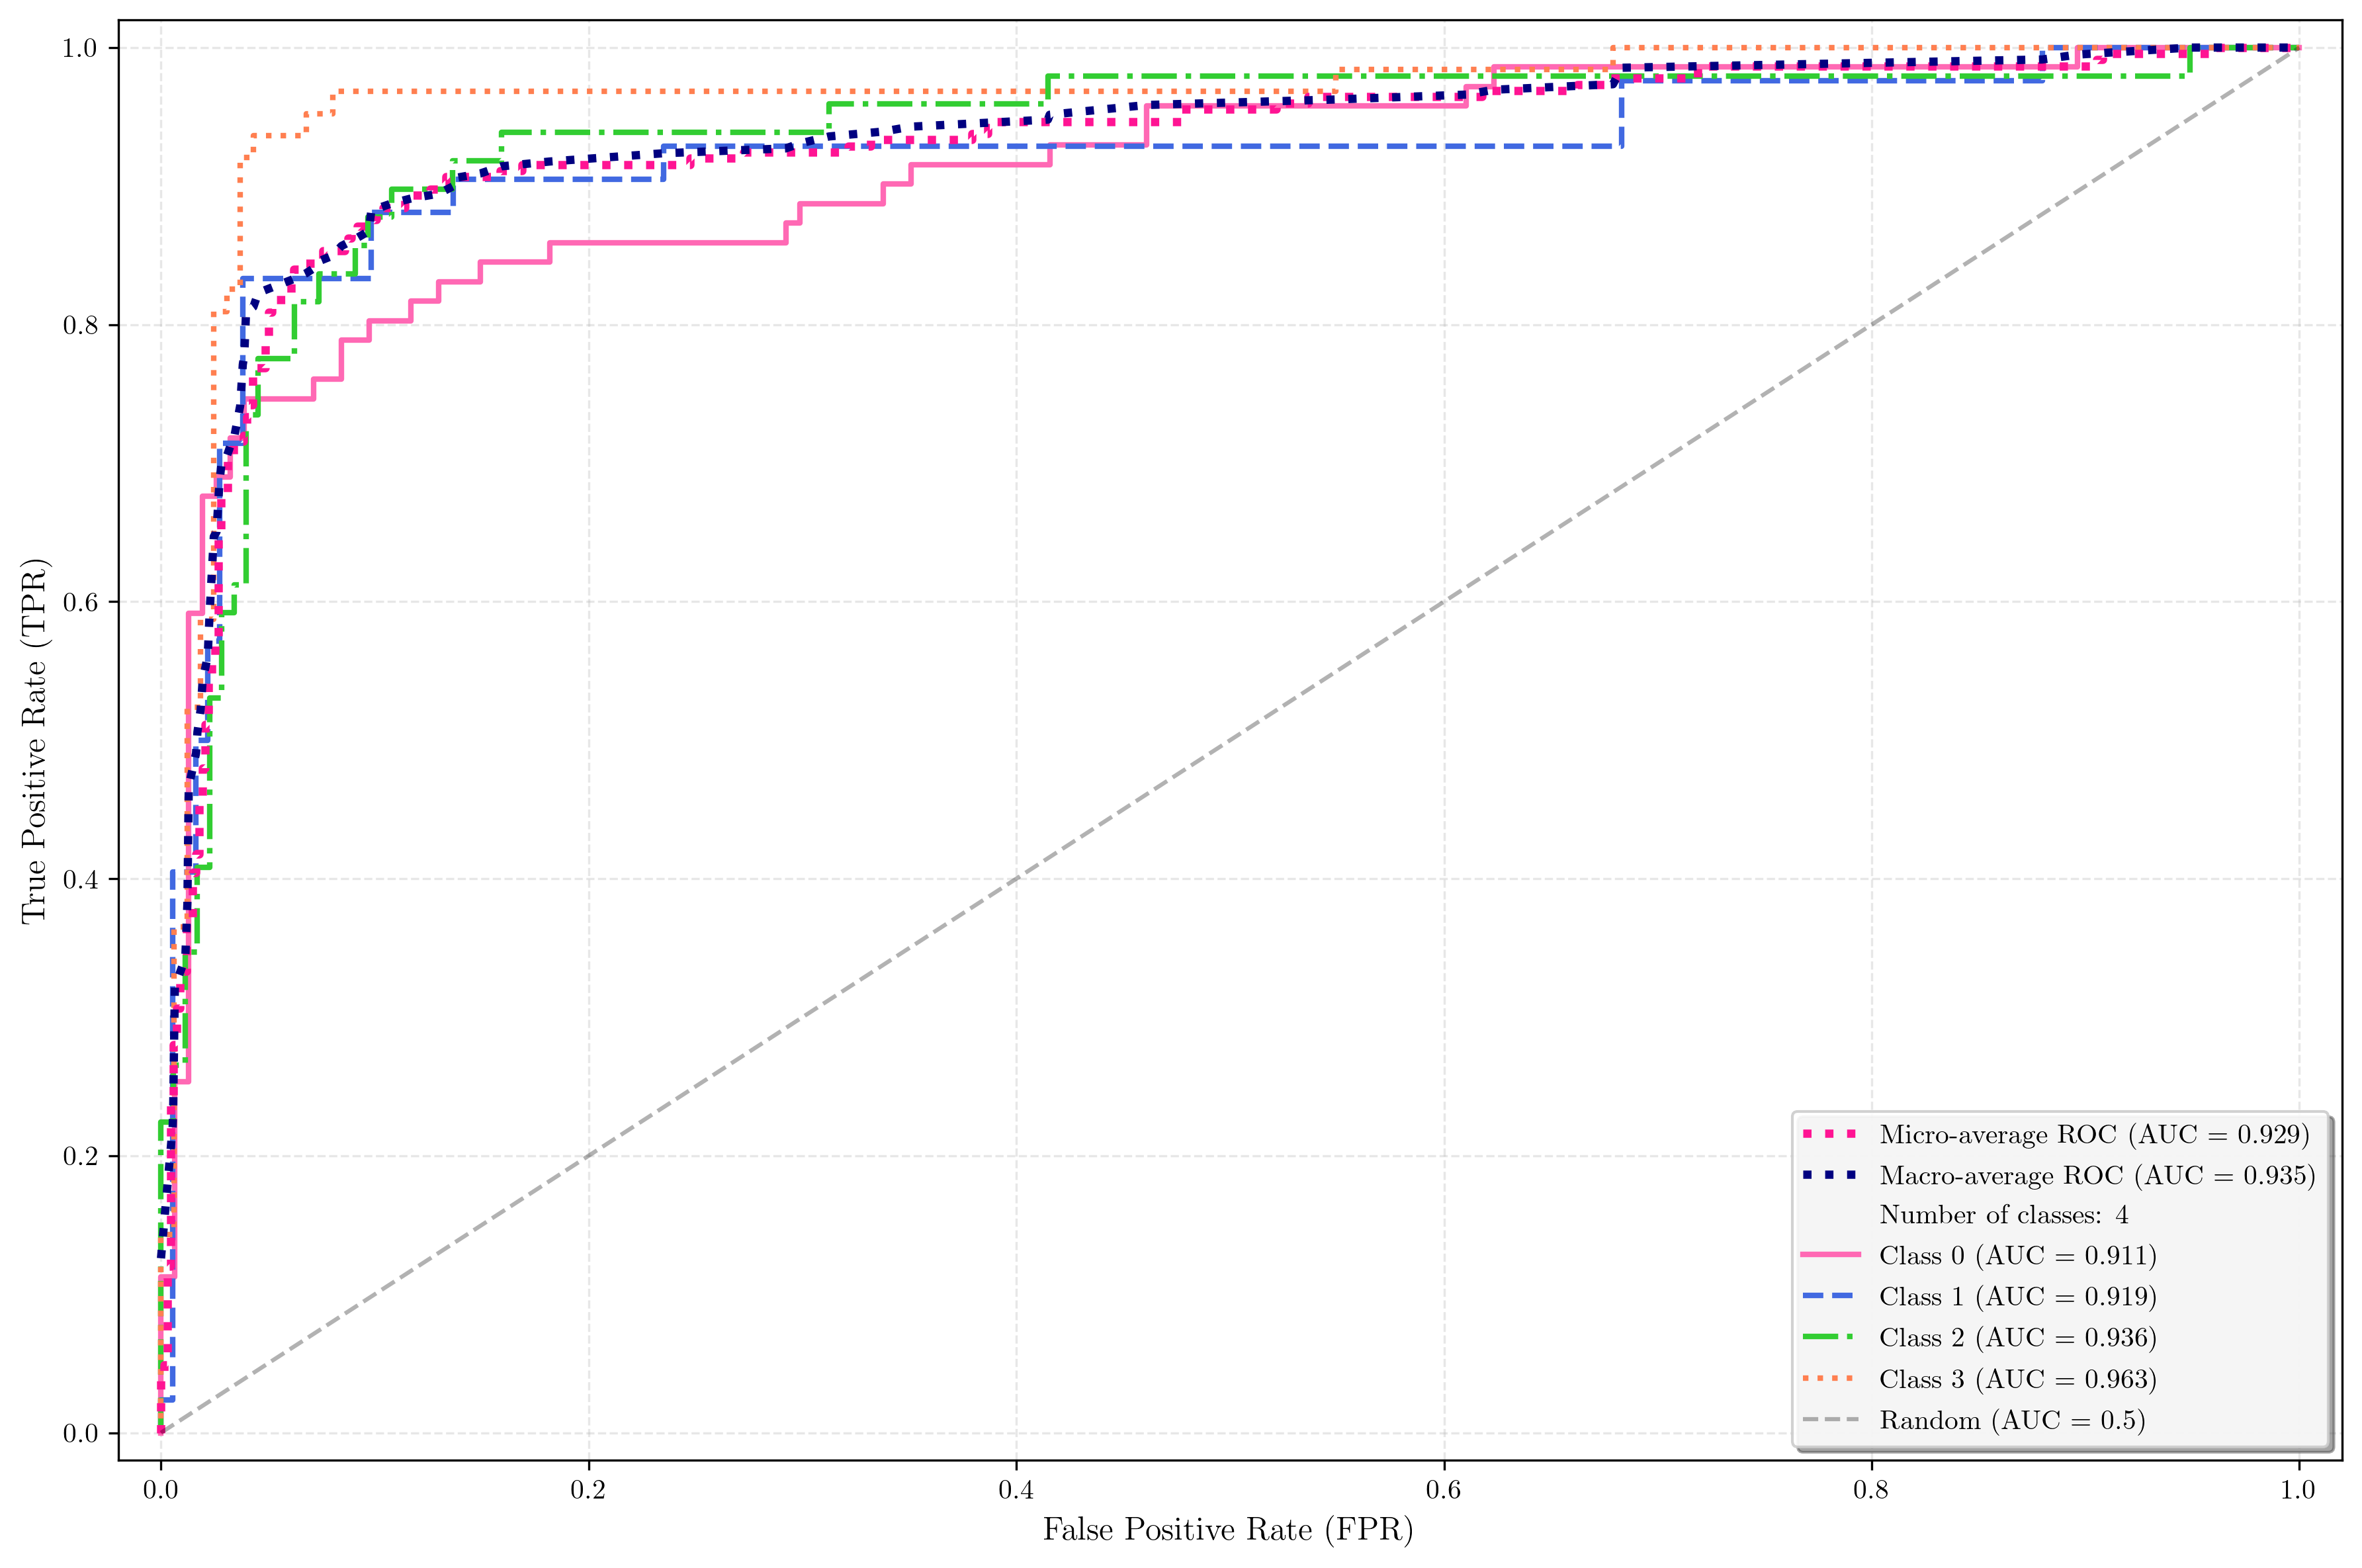 1.0
0.8
0.6
0.4
0.2
0.0
True Positive Rate (TPR)
0.0 0.2 0.4 0.6 0.8 1.0
False Positive Rate (FPR)
Micro-average ROC (AUC = 0.929)
Macro-average ROC (AUC = 0.935)
Number of classes: 4
Class 0 (AUC = 0.911)
Class 1 (AUC = 0.919)
Class 2 (AUC = 0.936)
Class 3 (AUC = 0.963)
Random (AUC = 0.5)